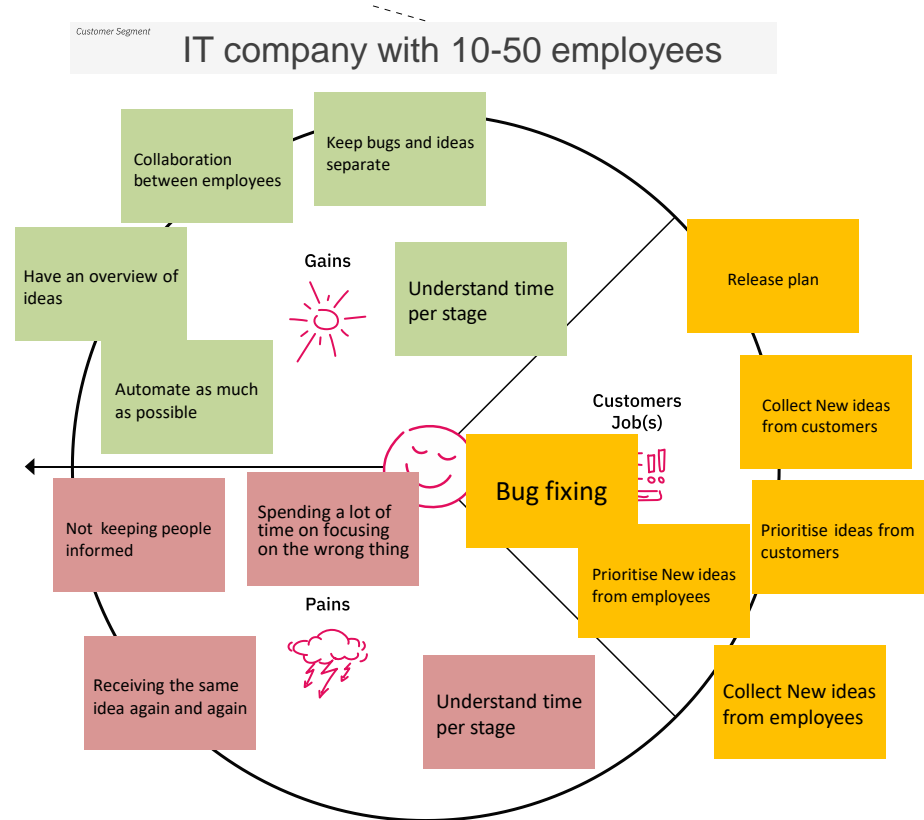 Customer Segment
IT company with 10-50 employees
Keep bugs and ideas
separate
Collaboration
between employees
Have an overview of
ideas
Gains
Understand time
per stage
Automate as much
as possible
Release plan
Customers
Job(s)
Collect New ideas
from customers
Bug fixing
Prioritise ideas from
customers
Prioritise New ideas
from employees
Collect New ideas
from employees
Not keeping people
informed
Spending a lot of
time on focusing
on the wrong thing
Pains
Receiving the same
idea again and again
Understand time
per stage